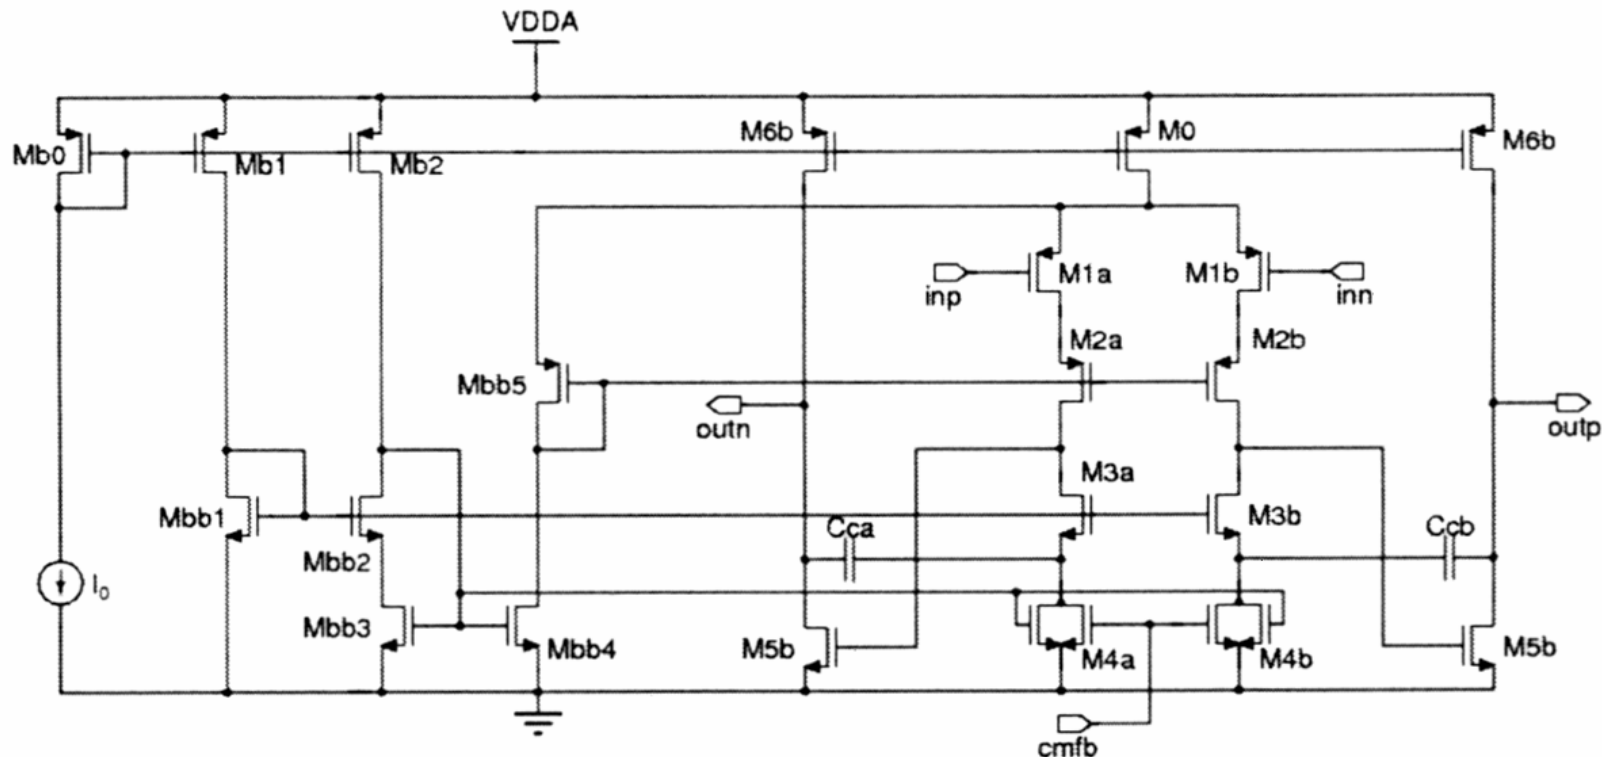 VDDA
Mb0
Mb1
Mb2
M6b
M0
M6b
inp
M1a
M1b
inn
M2a
M2b
Mbb5
outn
outp
M3a
Mbb1
M3b
Cca
Ccb
Mbb2
I₀
Mbb3
Mbb4
M5b
M4a
M4b
M5b
cmfb